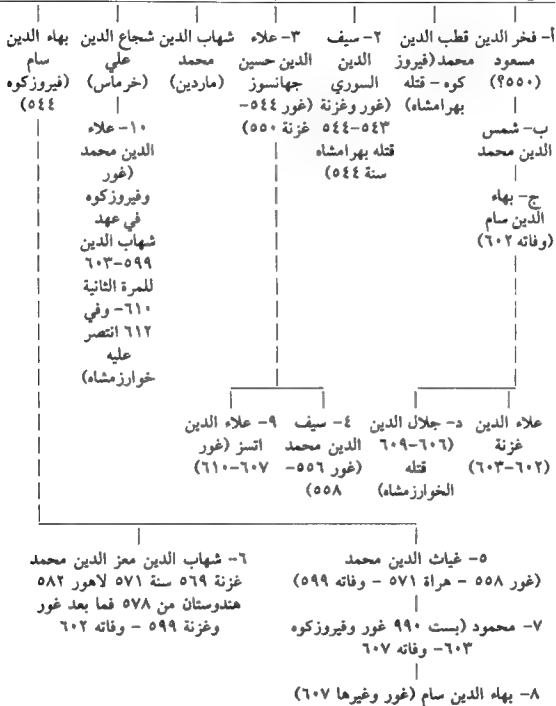 أ- فخر الدين
مسعود
(٥٥٠؟)
ب- شمس
الدين محمد
ج- بهاء
الدين سام
(وفاته ٦٠٢)
قطب الدين
محمد (فيروز
كوه - قتله
بهرامشاه)
٢- سيف
الدين
السوري
(غور وغزنة
٥٤٣-٥٤٤
قتله بهرامشاه
سنة ٥٤٤)
٣- علاء
الدين حسين
جهانسوز
(غور ٥٤٤-
غزنة ٥٥٠)
شهاب الدين
محمد
(ماردين)
شجاع الدين
علي
(خرماس)
١٠- علاء
الدين محمد
(غور
وفيروزكوه
في عهد
شهاب الدين
٥٩٩-٦٠٣
للمرة الثانية
٦١٠- وفي
٦١٢ انتصر
عليه
خوارزمشاه)
بهاء الدين
سام
(فيروزكوه
٥٤٤)
علاء الدين
غزنة
(٦٠٢-٦٠٣)
د- جلال الدين
(٦٠٦-٦٠٩
قتله
الخوارزمشاه)
٤- سيف
الدين محمد
(غور ٥٥٦-
٥٥٨)
٩- علاء الدين
اتسز (غور
٦٠٧-٦١٠)
٥- غياث الدين محمد
(غور ٥٥٨ - هراة ٥٧١ - وفاته ٥٩٩)
٧- محمود (بست ٩٩٠ غور وفيروزكوه
٦٠٣- وفاته ٦٠٧
٨- بهاء الدين سام (غور وغيرها ٦٠٧)
٦- شهاب الدين معز الدين محمد
غزنة ٥٦٩ سنة ٥٧١ لاهور ٥٨٢
هندوستان من ٥٧٨ فما بعد غور
وغزنة ٥٩٩ - وفاته ٦٠٢